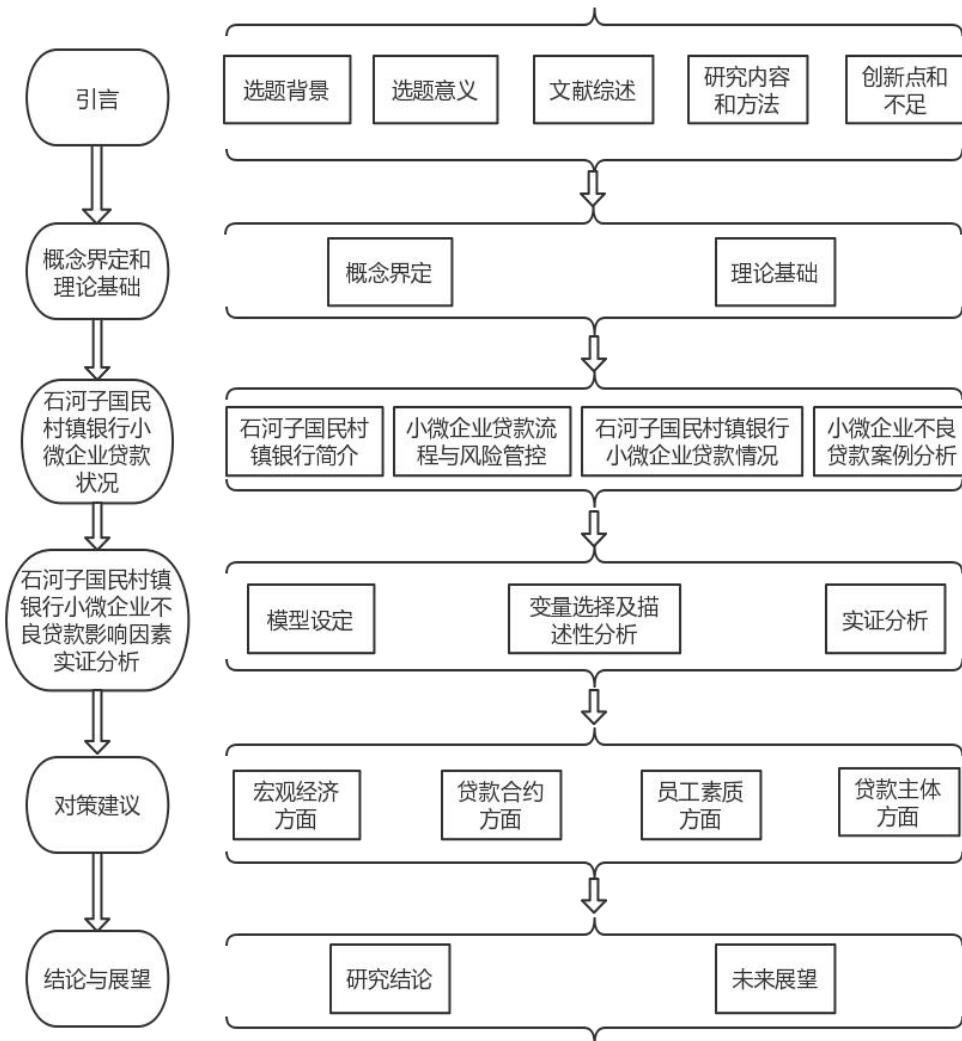 引言
选题背景
选题意义
文献综述
研究内容
和方法
创新点和
不足
概念界定和
理论基础
概念界定
理论基础
石河子国民
村镇银行小
微企业贷款
状况
石河子国民村
镇银行简介
小微企业贷款流
程与风险管控
石河子国民村镇银行
小微企业贷款情况
小微企业不良
贷款案例分析
石河子国民村镇
银行小微企业不
良贷款影响因素
实证分析
模型设定
变量选择及描
述性分析
实证分析
对策建议
宏观经济
方面
贷款合约
方面
员工素质
方面
贷款主体
方面
结论与展望
研究结论
未来展望